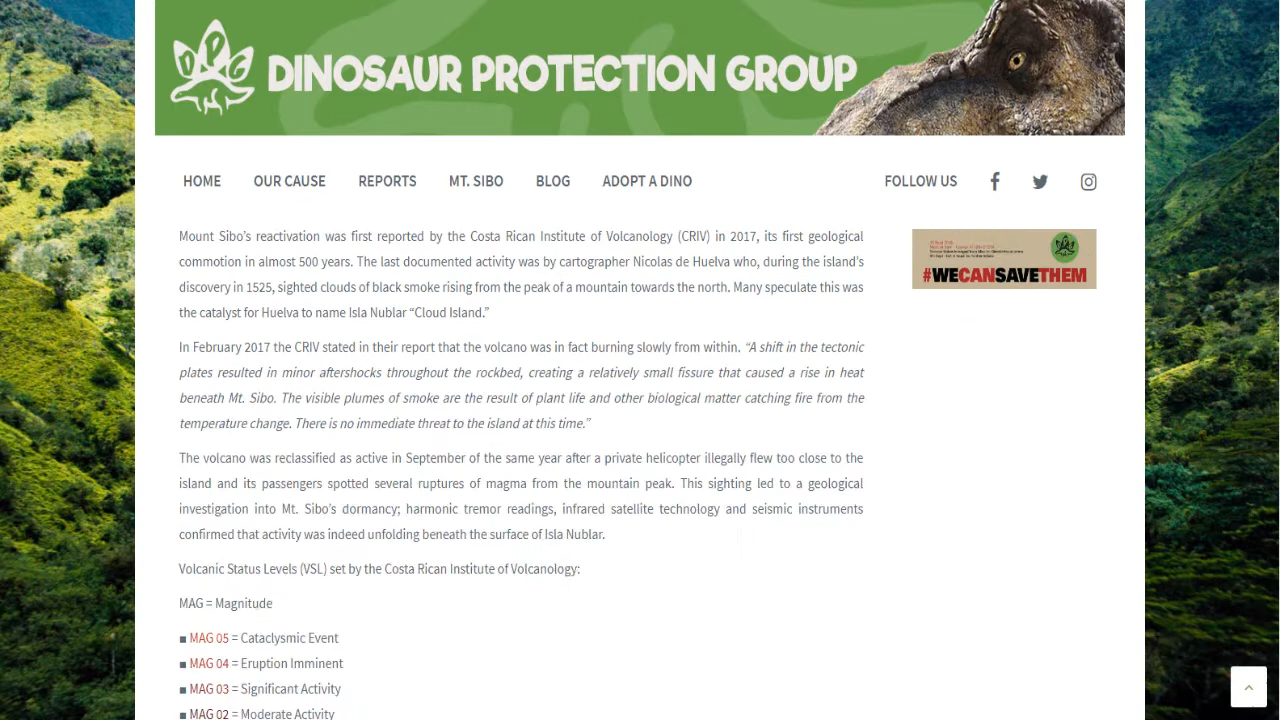 DPG
DINOSAUR PROTECTION GROUP
HOME OUR CAUSE REPORTS MT. SIBO BLOG ADOPT A DINO FOLLOW US
Mount Sibo's reactivation was first reported by the Costa Rican Institute of Volcanology (CRIV) in 2017, its first geological
commotion in nearly 500 years. The last documented activity was by cartographer Nicolas de Huelva who, during the island's
discovery in 1525, sighted clouds of black smoke rising from the peak of a mountain towards the north. Many speculate this was
the catalyst for Huelva to name Isla Nublar “Cloud Island.”
#WECANSAVETHEM
In February 2017 the CRIV stated in their report that the volcano was in fact burning slowly from within. “A shift in the tectonic
plates resulted in minor aftershocks throughout the rockbed, creating a relatively small fissure that caused a rise in heat
beneath Mt. Sibo. The visible plumes of smoke are the result of plant life and other biological matter catching fire from the
temperature change. There is no immediate threat to the island at this time.”
The volcano was reclassified as active in September of the same year after a private helicopter illegally flew too close to the
island and its passengers spotted several ruptures of magma from the mountain peak. This sighting led to a geological
investigation into Mt. Sibo's dormancy; harmonic tremor readings, infrared satellite technology and seismic instruments
confirmed that activity was indeed unfolding beneath the surface of Isla Nublar.
Volcanic Status Levels (VSL) set by the Costa Rican Institute of Volcanology:
MAG = Magnitude
■ MAG 05 = Cataclysmic Event
■ MAG 04 = Eruption Imminent
■ MAG 03 = Significant Activity
■ MAG 02 = Moderate Activity